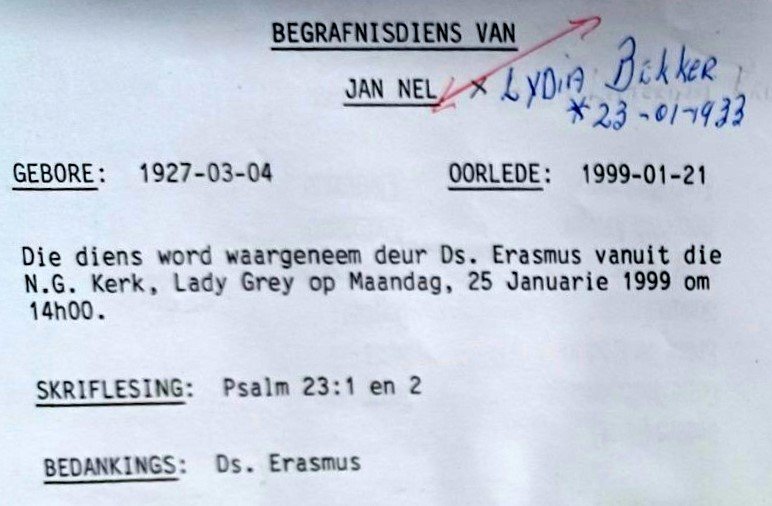 BEGRAFNISDIENS VAN
JAN NEL x LYDIA BEKKER
*23-01-1933
GEBORE: 1927-03-04 OORLEDE: 1999-01-21
Die diens word waargeneem deur Ds. Erasmus vanuit die
N.G. Kerk, Lady Grey op Maandag, 25 Januarie 1999 om
14h00.
SKRIFLESING: Psalm 23:1 en 2
BEDANKINGS: Ds. Erasmus